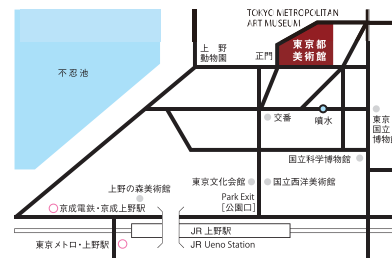 TOKYO METROPOLITAN
ART MUSEUM
東京都
美術館
上野
動物園
正門
不忍池
交番
噴水
東京
国立
博物
国立科学博物館
上野の森美術館
東京文化会館
国立西洋美術館
Park Exit
[公園口]
京成電鉄・京成上野駅
JR 上野駅
東京メトロ・上野駅
JR Ueno Station